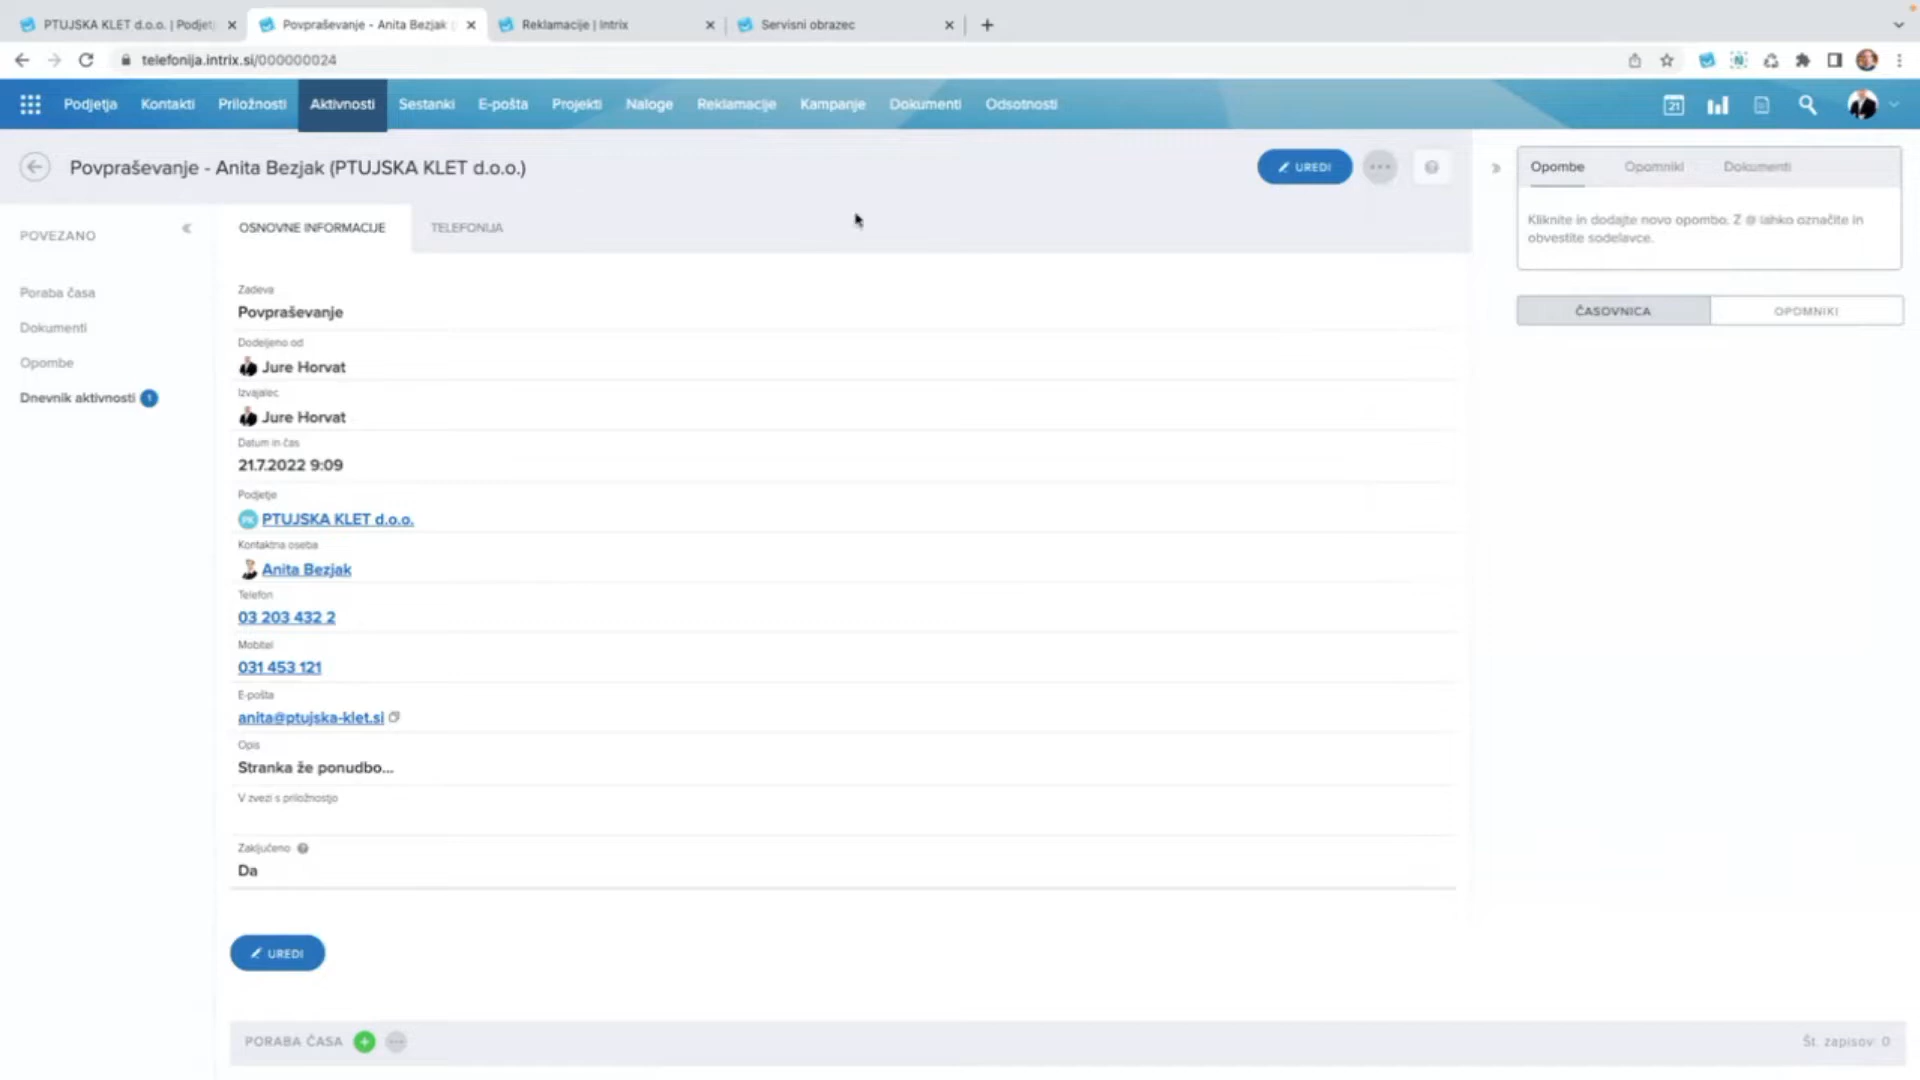 PTUJSKA KLET d.o.o. | Podjet
Povpraševanje - Anita Bezjak (
Reklamacije | Intrix
Servisni obrazec
telefonija.intrix.si/000000024
Podjetja
Kontakti
Priložnosti
Aktivnosti
Sestanki
E-pošta
Projekti
Naloge
Reklamacije
Kampanje
Dokumenti
Odsotnosti
21
Povpraševanje - Anita Bezjak (PTUJSKA KLET d.o.o.)
UREDI
Opombe
Opomniki
Dokumenti
Kliknite in dodajte novo opombo. Z @ lahko označite in
obvestite sodelavce.
ČASOVNICA
OPOMNIKI
POVEZANO
Poraba časa
Dokumenti
Opombe
Dnevnik aktivnosti 1
OSNOVNE INFORMACIJE
TELEFONIJA
Zadeva
Povpraševanje
Dodeljeno od
Jure Horvat
Izvajalec
Jure Horvat
Datum in čas
21.7.2022 9:09
Podjetje
PK PTUJSKA KLET d.o.o.
Kontaktna oseba
Anita Bezjak
Telefon
03 203 432 2
Mobitel
031 453 121
E-pošta
anita@ptujska-klet.si
Opis
Stranka že ponudbo...
V zvezi s priložnostjo
Zaključeno
Da
UREDI
PORABA ČASA
Št. zapisov: 0